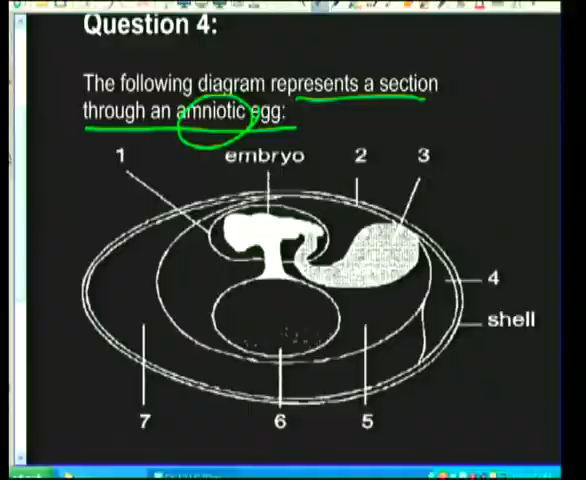 Question 4:
The following diagram represents a section
through an amniotic egg:
1
embryo
2
3
4
shell
7
6
5